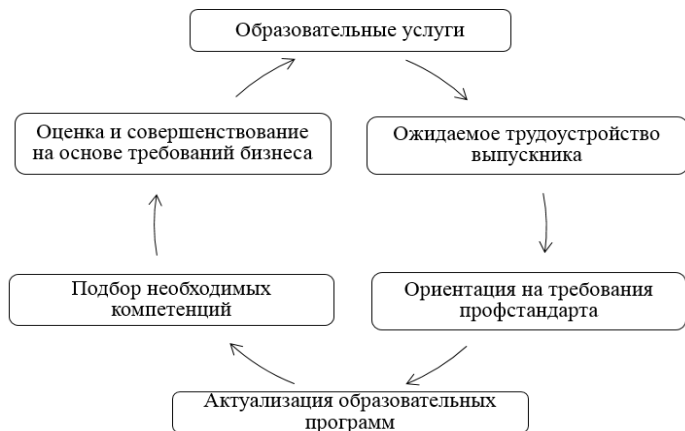 Образовательные услуги
Ожидаемое трудоустройство
выпускника
Ориентация на требования
профстандарта
Актуализация образовательных
программ
Подбор необходимых
компетенций
Оценка и совершенствование
на основе требований бизнеса